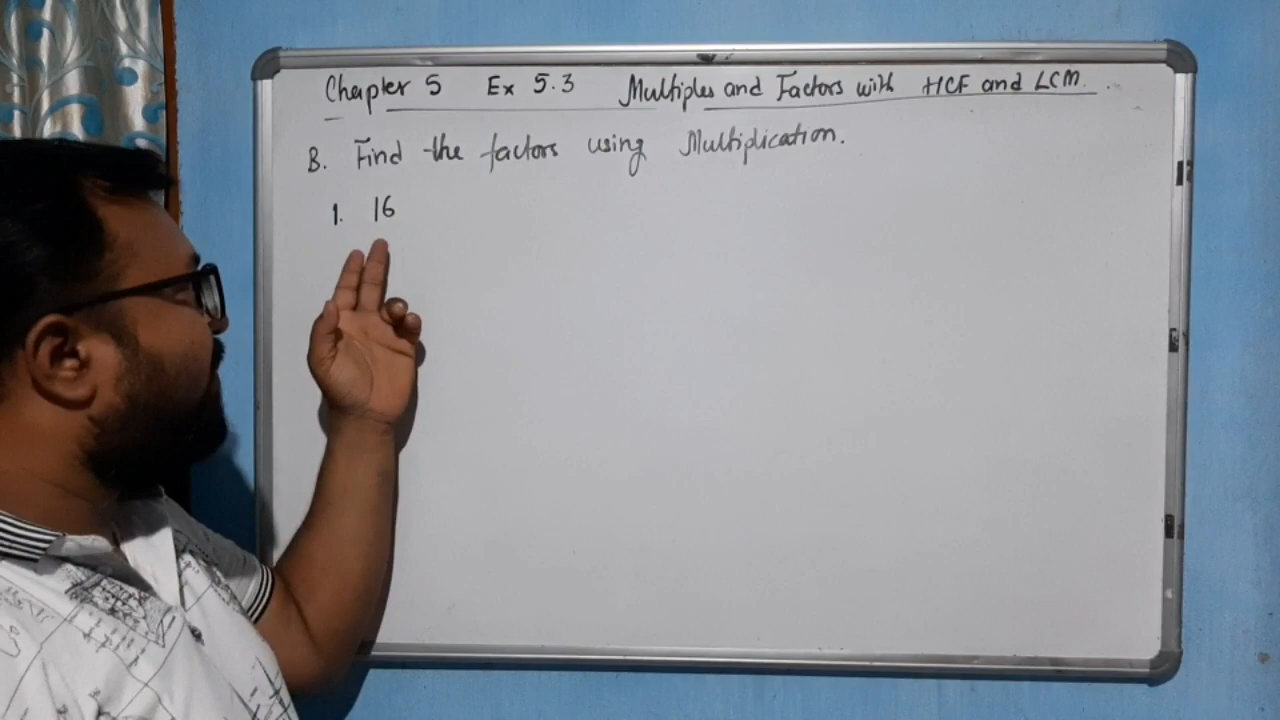 Chapter 5 Ex 5.3 Multiples and Factors with HCF and LCM.
B. Find the factors using Multiplication.
1. 16